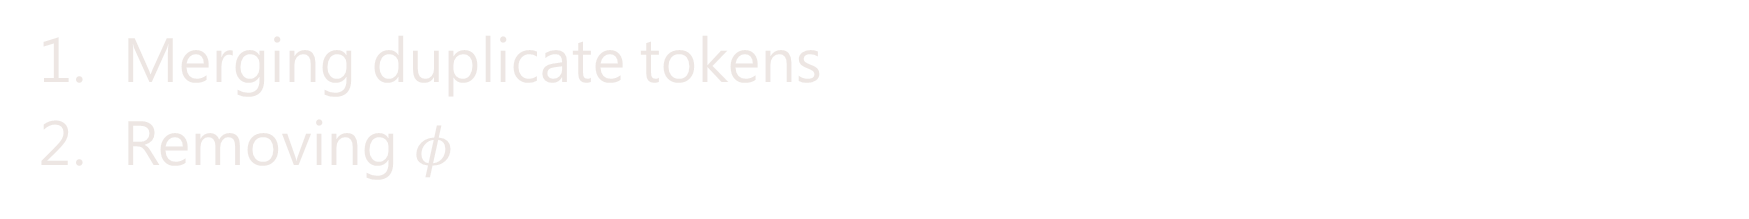 1. Merging duplicate tokens
2. Removing ϕ